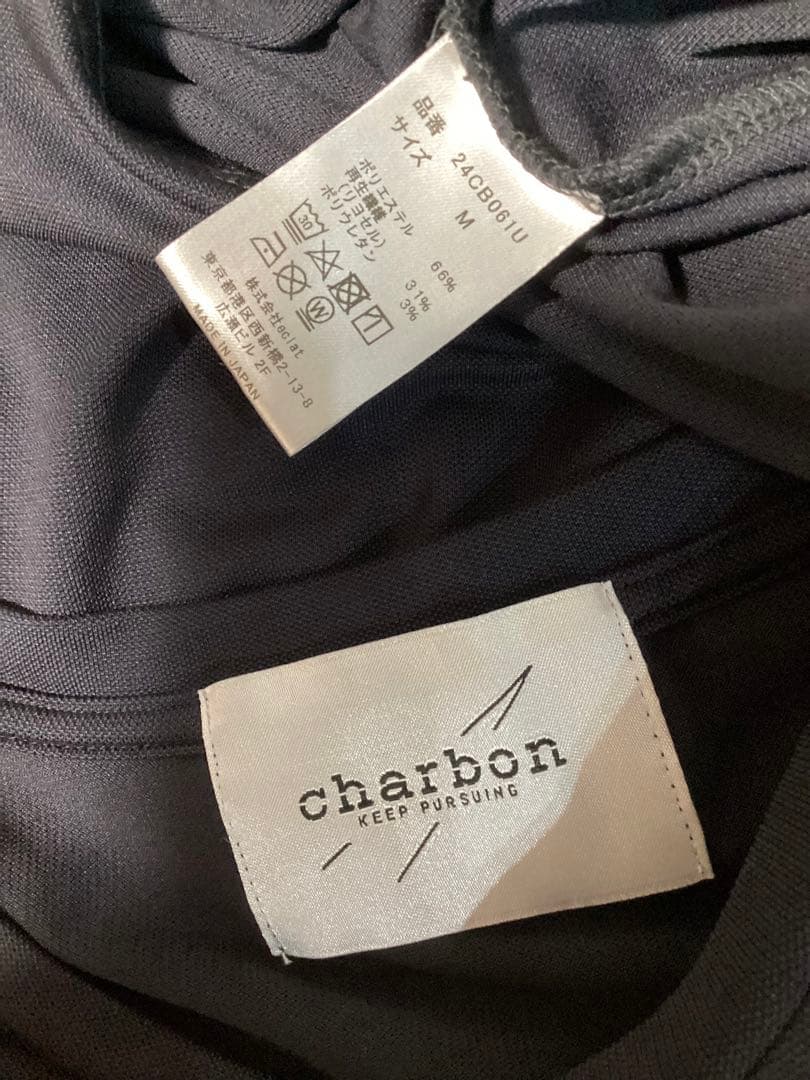 品番 24CB061U
サイズ M
ポリエステル 66%
再生繊維
(リヨセル) 31%
ポリウレタン 3%
30
W
株式会社eclat
東京都港区西新橋2-13-8
広瀬ビル 2F
MADE IN JAPAN
charbon
KEEP PURSUING